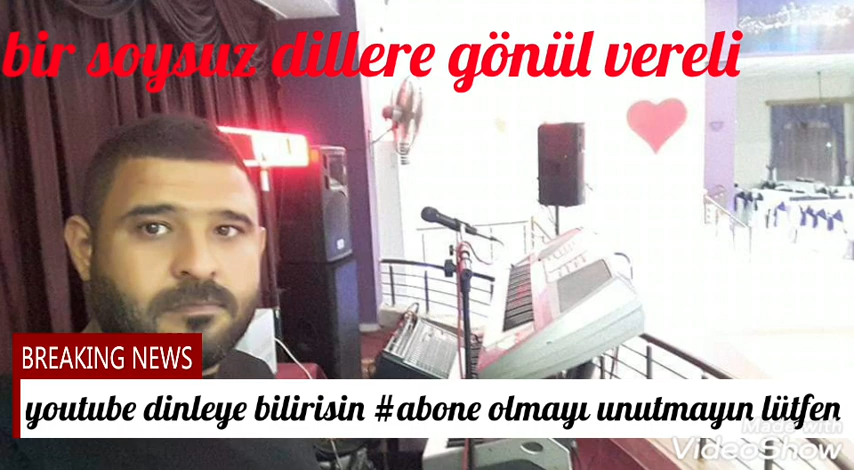 bir soysuz dillere gönül vereli
BREAKING NEWS
youtube dinleye bilirisin #abone olmayı unutmayın lütfen
Made with
VideoShow